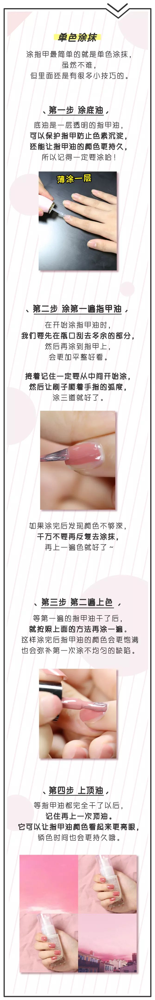 单色涂抹
涂指甲最简单的就是单色涂抹，
虽然不难，
但里面还是有很多小技巧的。
、第一步 涂底油，
底油是一层透明的指甲油，
可以保护指甲防止色素沉淀，
还能让指甲油的颜色更持久，
所以记得一定要涂哈！
薄涂一层
、第二步 涂第一遍指甲油，
在开始涂指甲油时，
我们要先在瓶口刮去多余的部分，
然后再涂到指甲上，
会更加平整好看。
接着记住一定要从中间开始涂，
然后让刷子顺着手指的弧度，
涂三道就好了。
如果涂完后发现颜色不够深，
千万不要再反复去涂抹，
再上一遍色就好了~
、第三步 第二遍上色，
等第一遍的指甲油干了后，
就按照上面的方法再涂一遍。
这样涂完后指甲油的颜色会更饱满
也会弥补第一次涂不均匀的缺陷。
、第四步 上顶油，
等指甲油都完全干了以后，
记住再上一次顶油。
它可以让指甲油颜色看起来更亮眼，
锁色时间也会更持久哦。